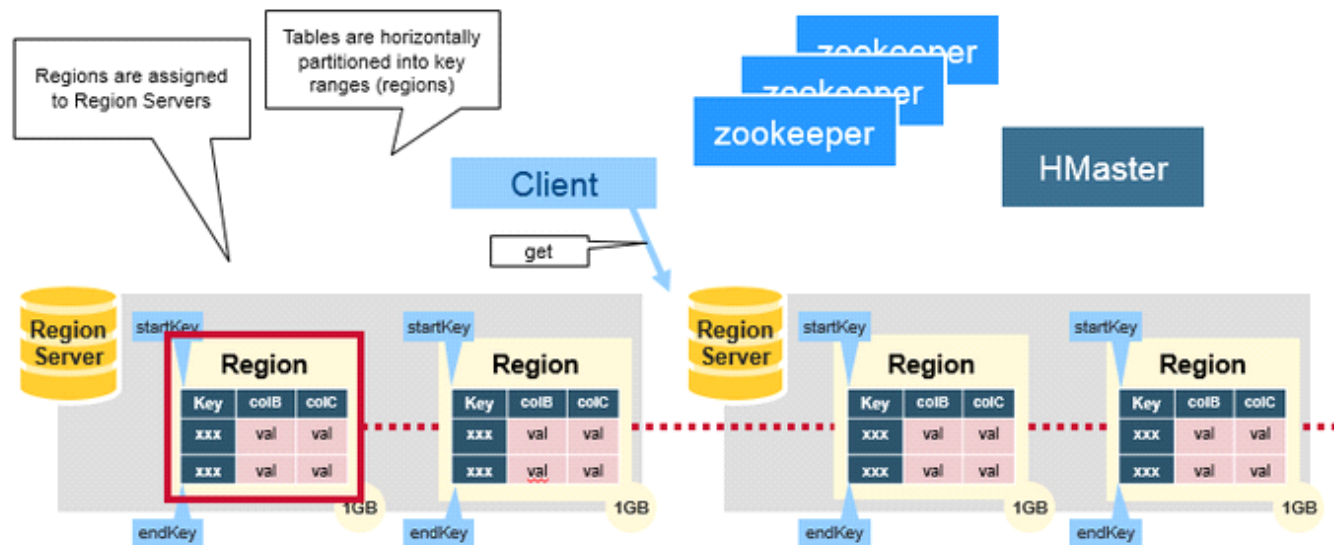 Regions are assigned
to Region Servers
Tables are horizontally
partitioned into key
ranges (regions)
zookeeper
zookeeper
zookeeper
HMaster
Client
get
Region
Server
startKey
Region
Key colB colC
xxx val val
xxx val val
1GB
endKey
startKey
Region
Key colB colC
xxx val val
xxx val val
1GB
endKey
Region
Server
startKey
Region
Key colB colC
xxx val val
xxx val val
1GB
endKey
startKey
Region
Key colB colC
xxx val val
xxx val val
1GB
endKey